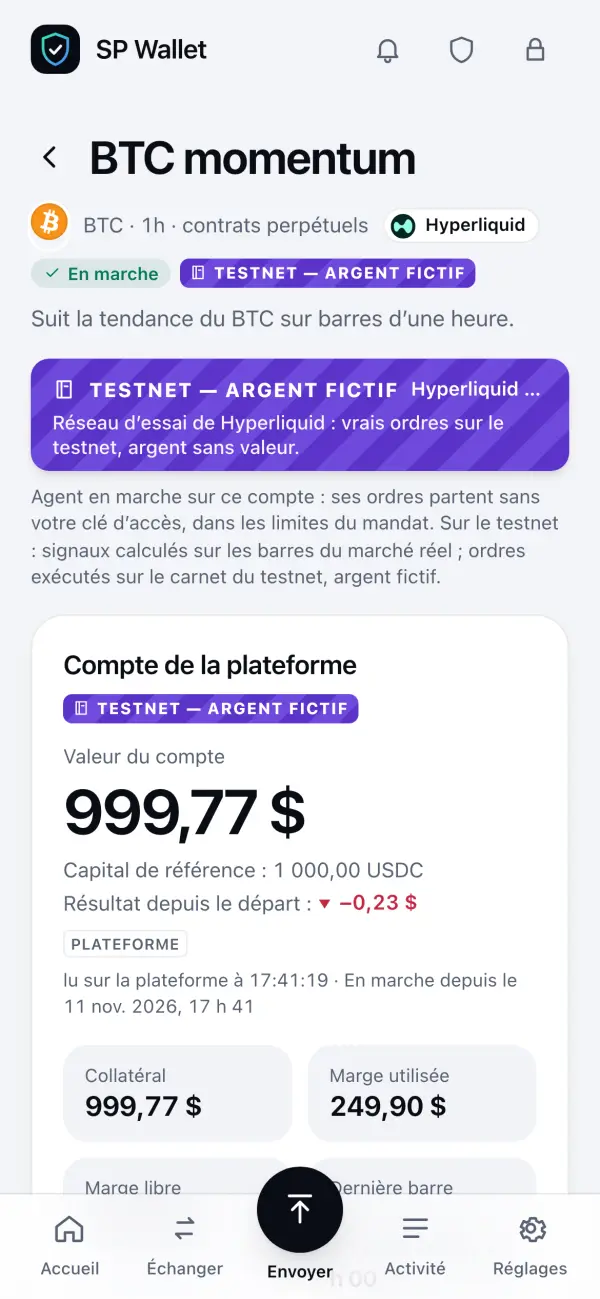 SP Wallet
BTC momentum
BTC · 1h · contrats perpétuels
Hyperliquid
En marche
TESTNET — ARGENT FICTIF
Suit la tendance du BTC sur barres d’une heure.
TESTNET — ARGENT FICTIF Hyperliquid ...
Réseau d’essai de Hyperliquid : vrais ordres sur le
testnet, argent sans valeur.
Agent en marche sur ce compte : ses ordres partent sans
votre clé d’accès, dans les limites du mandat. Sur le testnet
: signaux calculés sur les barres du marché réel ; ordres
exécutés sur le carnet du testnet, argent fictif.
Compte de la plateforme
TESTNET — ARGENT FICTIF
Valeur du compte
999,77 $
Capital de référence : 1 000,00 USDC
Résultat depuis le départ : ▼ −0,23 $
PLATEFORME
lu sur la plateforme à 17:41:19 · En marche depuis le
11 nov. 2026, 17 h 41
Collatéral
999,77 $
Marge utilisée
249,90 $
Marge libre
Dernière barre
h 00
Accueil
Échanger
Envoyer
Activité
Réglages